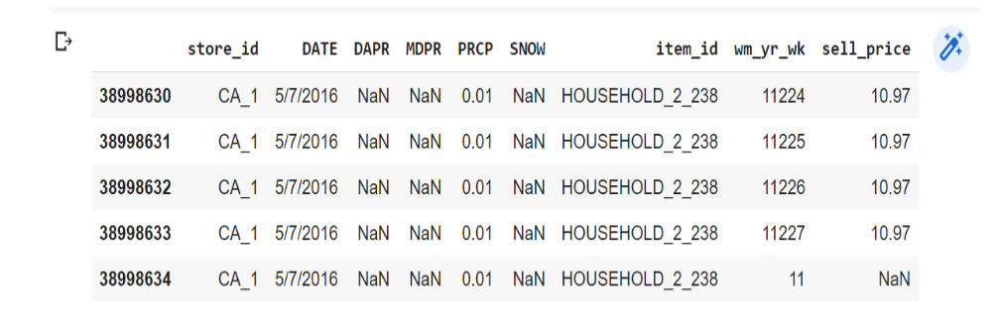 store_id DATE DAPR MDPR PRCP SNOW item_id wm_yr_wk sell_price
38998630 CA_1 5/7/2016 NaN NaN 0.01 NaN HOUSEHOLD_2_238 11224 10.97
38998631 CA_1 5/7/2016 NaN NaN 0.01 NaN HOUSEHOLD_2_238 11225 10.97
38998632 CA_1 5/7/2016 NaN NaN 0.01 NaN HOUSEHOLD_2_238 11226 10.97
38998633 CA_1 5/7/2016 NaN NaN 0.01 NaN HOUSEHOLD_2_238 11227 10.97
38998634 CA_1 5/7/2016 NaN NaN 0.01 NaN HOUSEHOLD_2_238 11 NaN